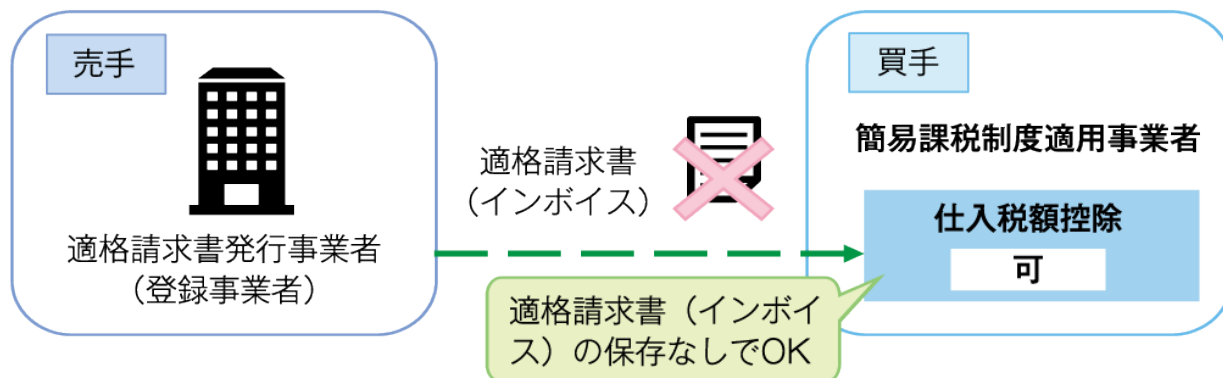 売手
適格請求書発行事業者
（登録事業者）
適格請求書
（インボイス）
適格請求書（インボイ
ス）の保存なしでOK
買手
簡易課税制度適用事業者
仕入税額控除
可